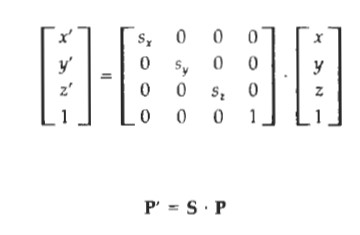 [x'] [s_x 0 0 0] [x]
[y'] = [0 s_y 0 0] · [y]
[z'] [0 0 s_z 0] [z]
[1] [0 0 0 1] [1]
P' = S · P